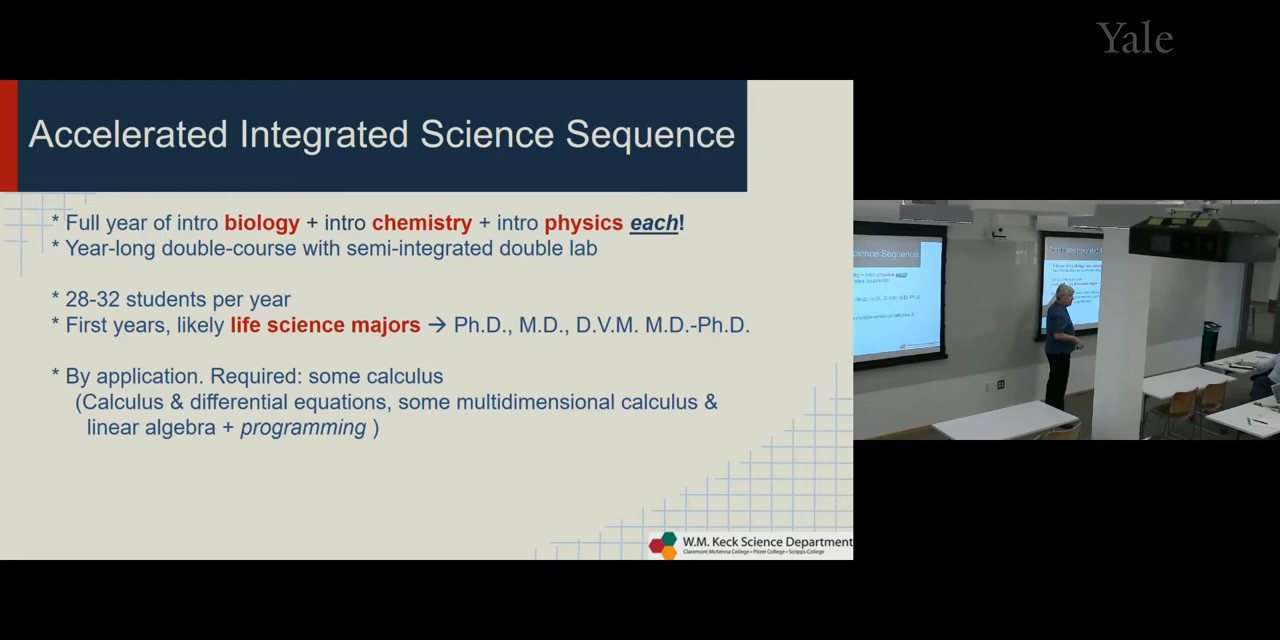 Yale
Accelerated Integrated Science Sequence
* Full year of intro biology + intro chemistry + intro physics each!
* Year-long double-course with semi-integrated double lab
* 28-32 students per year
* First years, likely life science majors → Ph.D., M.D., D.V.M. M.D.-Ph.D.
* By application. Required: some calculus
(Calculus & differential equations, some multidimensional calculus &
linear algebra + programming )
W.M. Keck Science Department
Claremont McKenna College • Pitzer College • Scripps College
Science Sequence